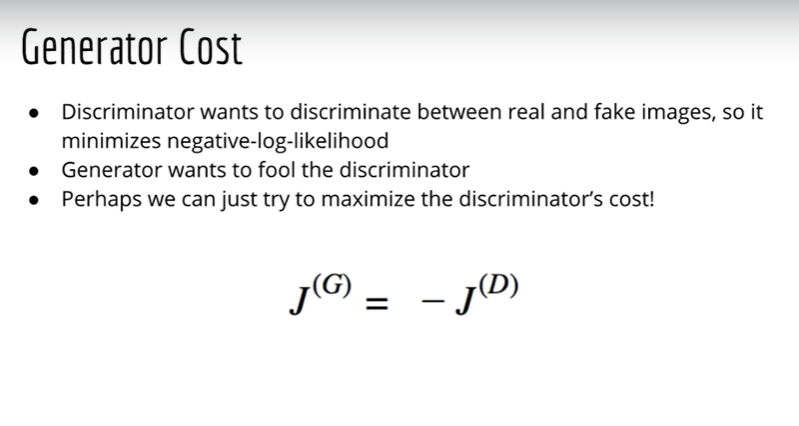 Generator Cost
● Discriminator wants to discriminate between real and fake images, so it
minimizes negative-log-likelihood
● Generator wants to fool the discriminator
● Perhaps we can just try to maximize the discriminator’s cost!
J^(G) = − J^(D)